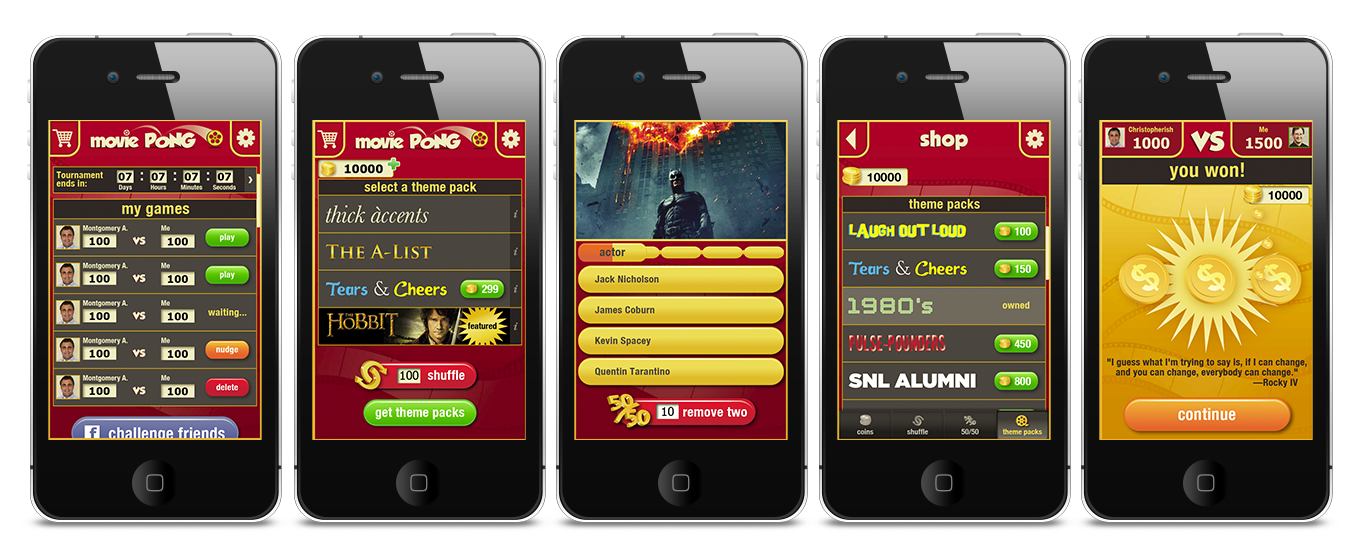 movie PONG
Tournament ends in:
07 : 07 : 07 : 07
Days Hours Minutes Seconds
my games
Montgomery A. Me
100 VS 100 play
Montgomery A. Me
100 VS 100 play
Montgomery A. Me
100 VS 100 waiting...
Montgomery A. Me
100 VS 100 nudge
Montgomery A. Me
100 VS 100 delete
f challenge friends
movie PONG
10000
select a theme pack
thick àccents i
THE A-LIST i
Tears & Cheers 299 i
THE HOBBIT featured i
100 shuffle
get theme packs
actor
Jack Nicholson
James Coburn
Kevin Spacey
Quentin Tarantino
50/50 10 remove two
shop
10000
theme packs
LAUGH OUT LOUD 100
Tears & Cheers 150
1980's owned
PULSE-POUNDERS 450
SNL ALUMNI 800
coins shuffle 50/50 theme packs
Christopherish Me
1000 VS 1500
you won!
10000
"I guess what I'm trying to say is, if I can change,
and you can change, everybody can change."
—Rocky IV
continue